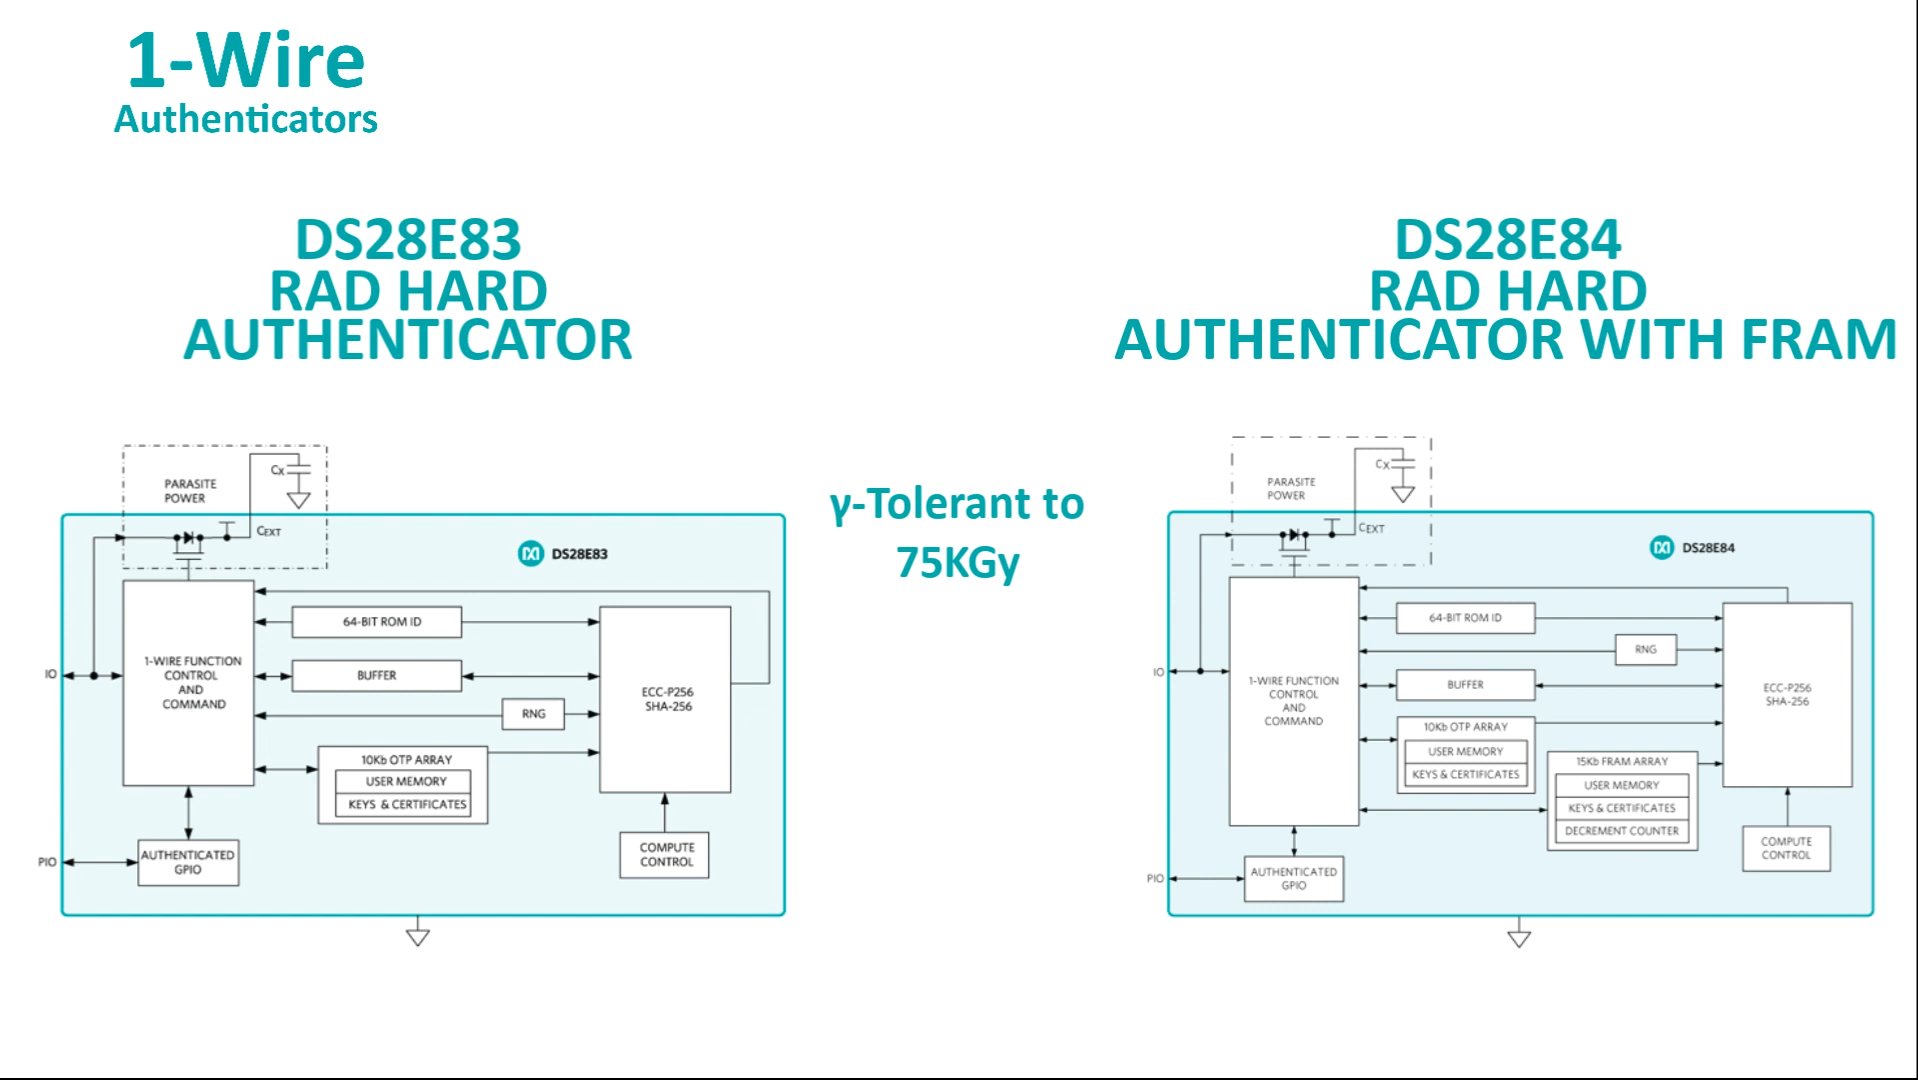 1-Wire
Authenticators
DS28E83
RAD HARD
AUTHENTICATOR
DS28E84
RAD HARD
AUTHENTICATOR WITH FRAM
γ-Tolerant to
75KGy
PARASITE
POWER
CX
CEXT
DS28E83
IO
1-WIRE FUNCTION
CONTROL
AND
COMMAND
64-BIT ROM ID
BUFFER
RNG
10Kb OTP ARRAY
USER MEMORY
KEYS & CERTIFICATES
ECC-P256
SHA-256
COMPUTE
CONTROL
PIO
AUTHENTICATED
GPIO
PARASITE
POWER
CX
CEXT
DS28E84
IO
1-WIRE FUNCTION
CONTROL
AND
COMMAND
64-BIT ROM ID
RNG
BUFFER
10Kb OTP ARRAY
USER MEMORY
KEYS & CERTIFICATES
15Kb FRAM ARRAY
USER MEMORY
KEYS & CERTIFICATES
DECREMENT COUNTER
ECC-P256
SHA-256
COMPUTE
CONTROL
PIO
AUTHENTICATED
GPIO